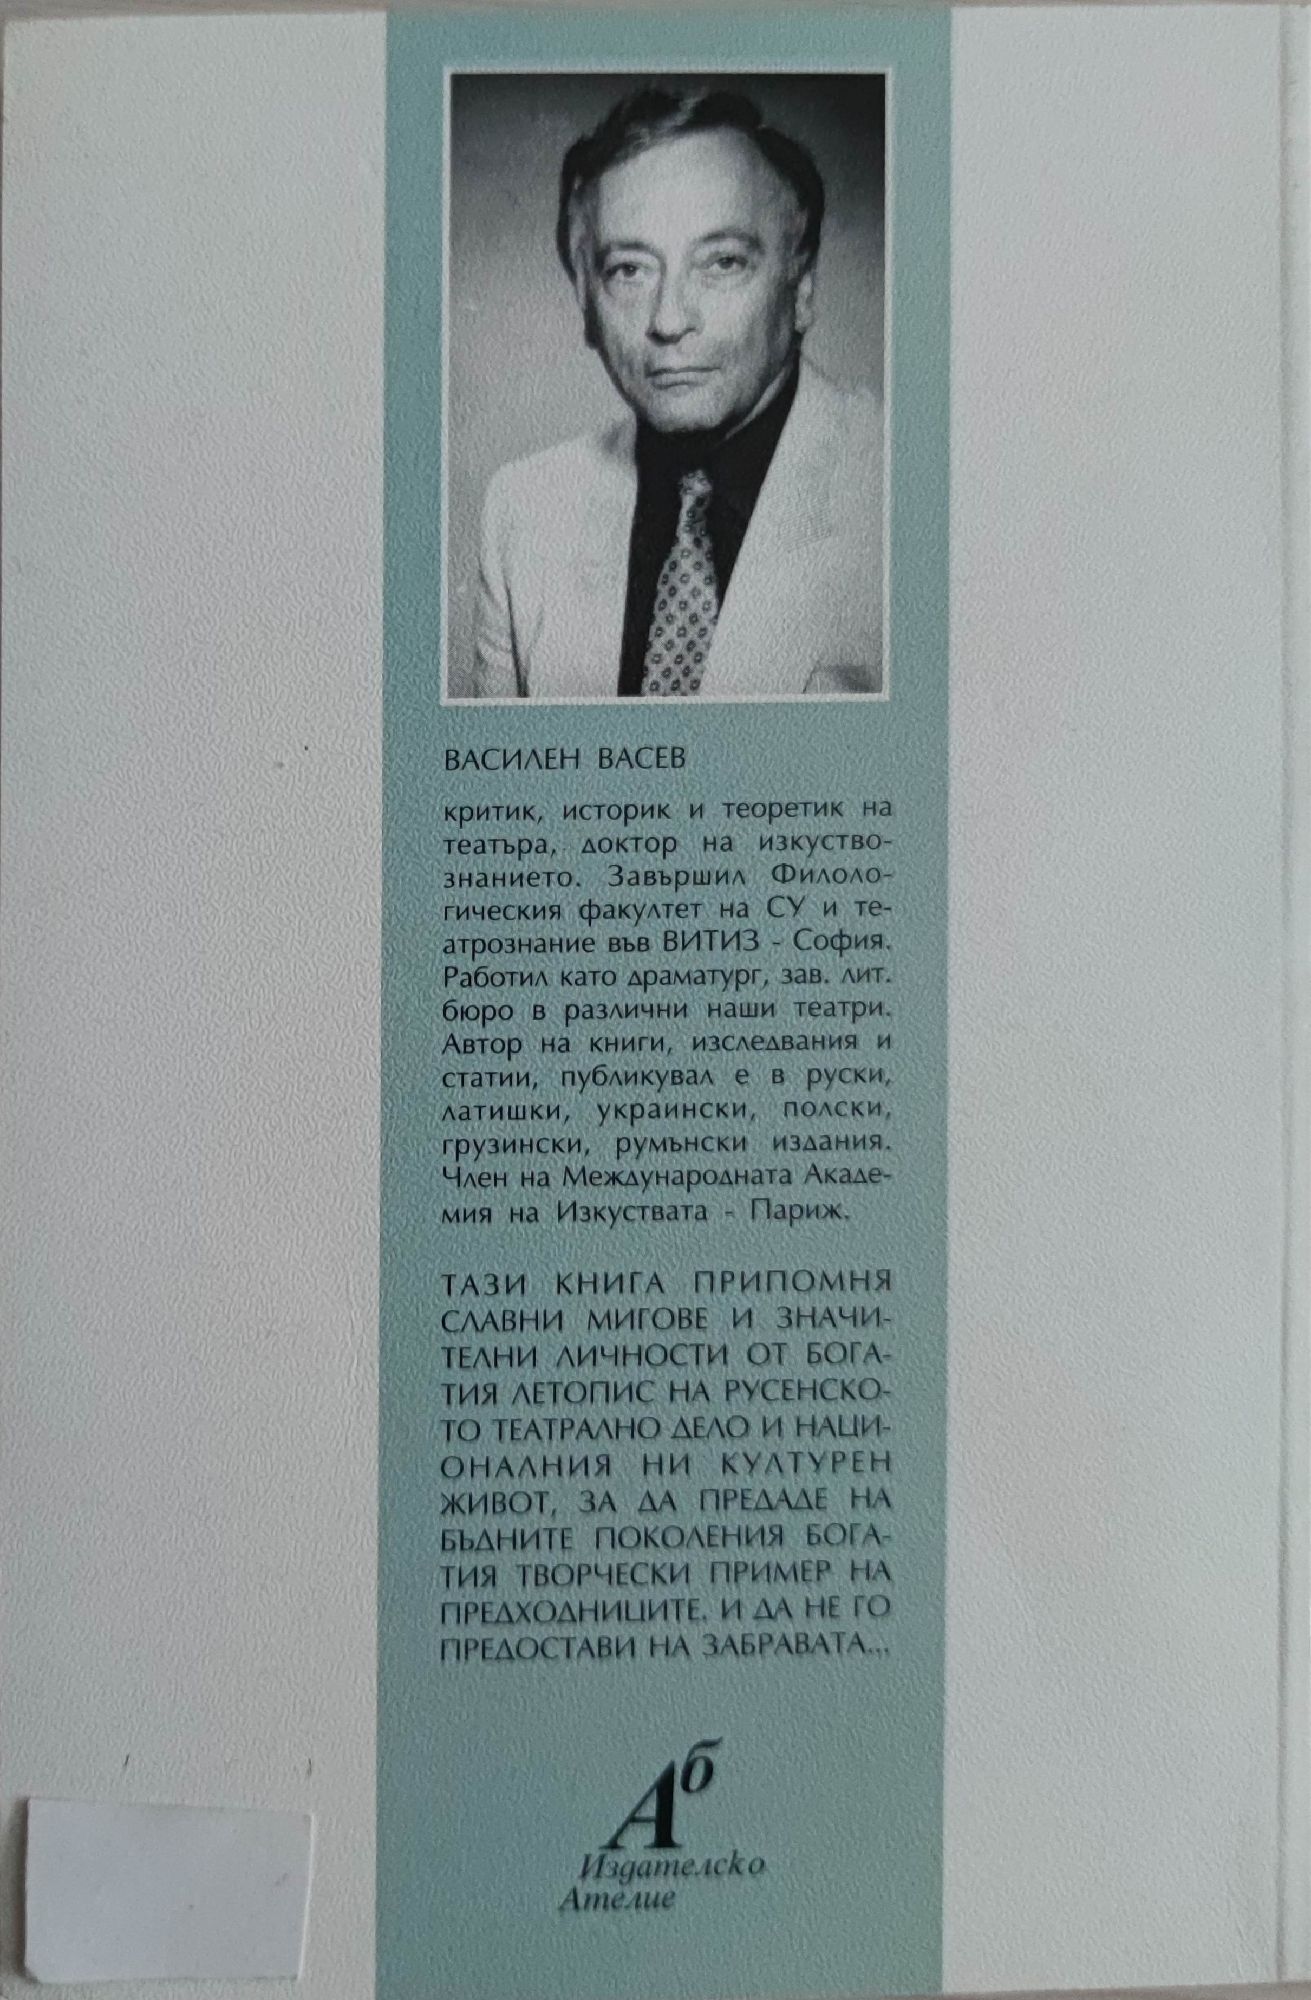 ВАСИЛЕН ВАСЕВ
критик, историк и теоретик на
театъра, доктор на изкуство-
знанието. Завършил Филоло-
гическия факултет на СУ и те-
атрознание във ВИТИЗ - София.
Работил като драматург, зав. лит.
бюро в различни наши театри.
Автор на книги, изследвания и
статии, публикувал е в руски,
латишки, украински, полски,
грузински, румънски издания.
Член на Международната Акаде-
мия на Изкуствата - Париж.
ТАЗИ КНИГА ПРИПОМНЯ
СЛАВНИ МИГОВЕ И ЗНАЧИ-
ТЕЛНИ ЛИЧНОСТИ ОТ БОГА-
ТИЯ ЛЕТОПИС НА РУСЕНСКО-
ТО ТЕАТРАЛНО ДЕЛО И НАЦИ-
ОНАЛНИЯ НИ КУЛТУРЕН
ЖИВОТ, ЗА ДА ПРЕДАДЕ НА
БЪДНИТЕ ПОКОЛЕНИЯ БОГА-
ТИЯ ТВОРЧЕСКИ ПРИМЕР НА
ПРЕДХОДНИЦИТЕ. И ДА НЕ ГО
ПРЕДОСТАВИ НА ЗАБРАВАТА...
Аб
Издателско
Ателие